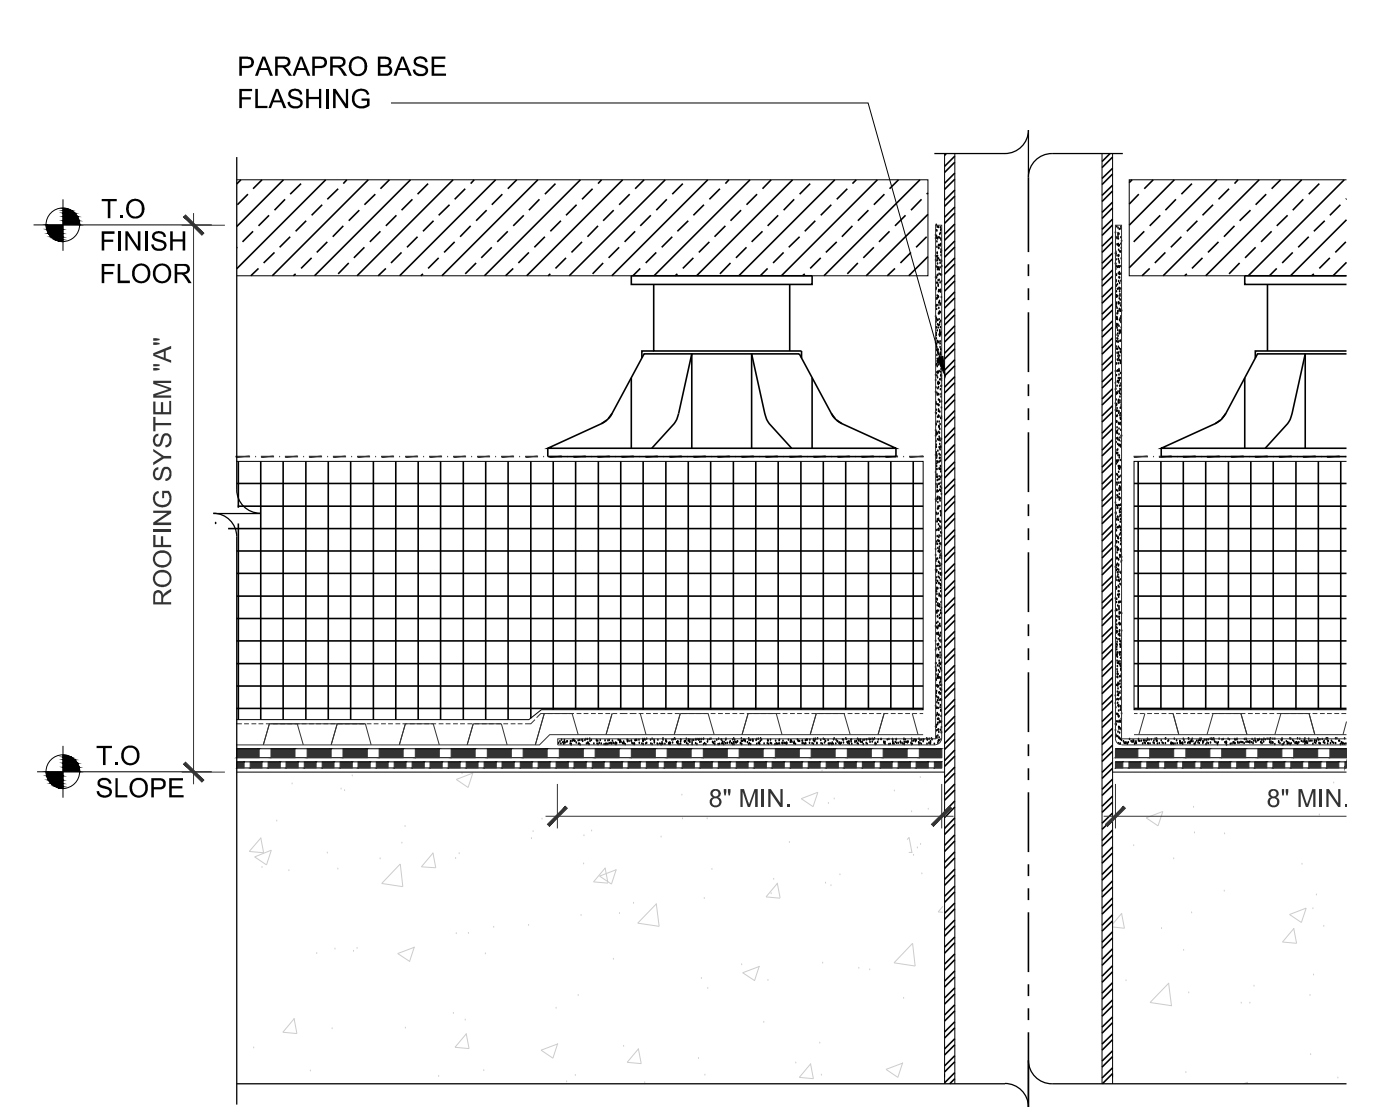 PARAPRO BASE
FLASHING
T.O
FINISH
FLOOR
ROOFING SYSTEM "A"
T.O
SLOPE
8" MIN.
8" MIN.